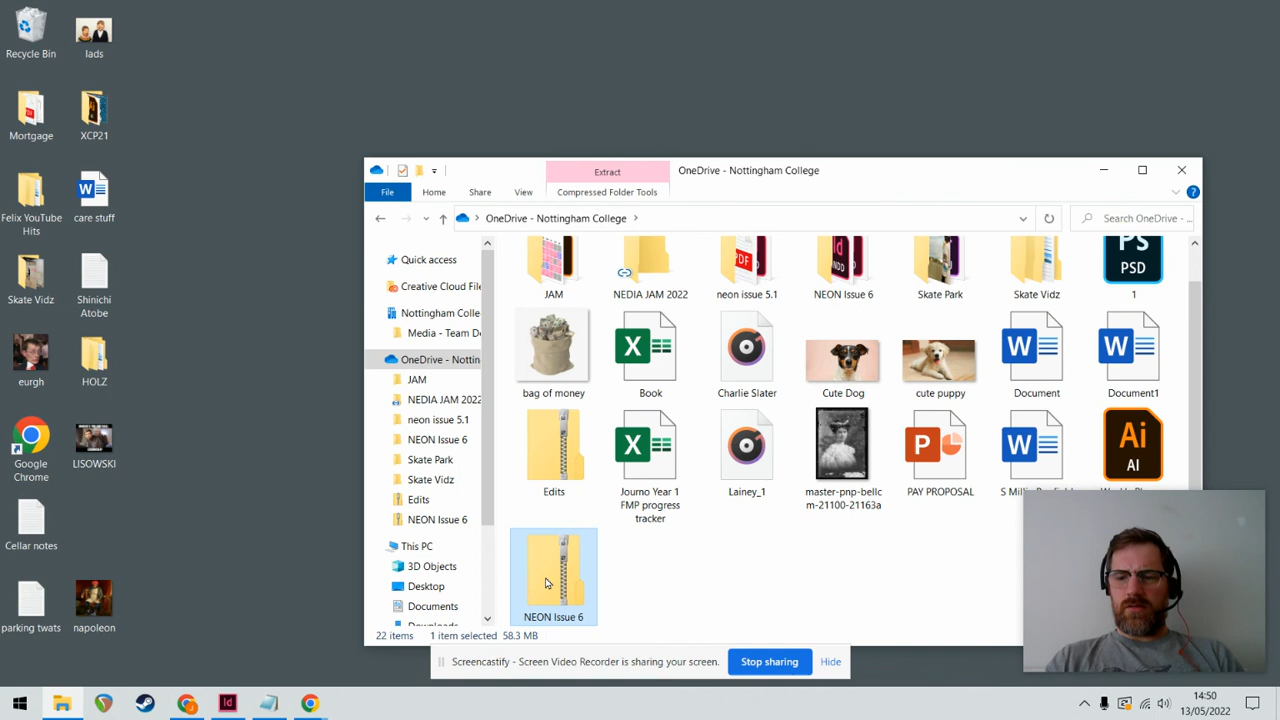 Recycle Bin
lads
Mortgage
XCP21
Felix YouTube
Hits
care stuff
Skate Vidz
Shinichi
Atobe
eurgh
HOLZ
Google
Chrome
LISOWSKI
Cellar notes
parking twats
napoleon
Extract
OneDrive - Nottingham College
File
Home
Share
View
Compressed Folder Tools
OneDrive - Nottingham College
Search OneDrive - ...
Quick access
Creative Cloud File
Nottingham Colle
Media - Team De
OneDrive - Nottin
JAM
NEDIA JAM 2022
neon issue 5.1
NEON Issue 6
Skate Park
Skate Vidz
Edits
NEON Issue 6
This PC
3D Objects
Desktop
Documents
JAM
NEDIA JAM 2022
neon issue 5.1
NEON Issue 6
Skate Park
Skate Vidz
1
Ps
PSD
PDF
INDD
bag of money
Book
Charlie Slater
Cute Dog
cute puppy
Document
Document1
Edits
Journo Year 1
FMP progress
tracker
Lainey_1
master-pnp-bellc
m-21100-21163a
PAY PROPOSAL
Ai
AI
NEON Issue 6
22 items
1 item selected 58.3 MB
Screencastify - Screen Video Recorder is sharing your screen.
Stop sharing
Hide
14:50
13/05/2022